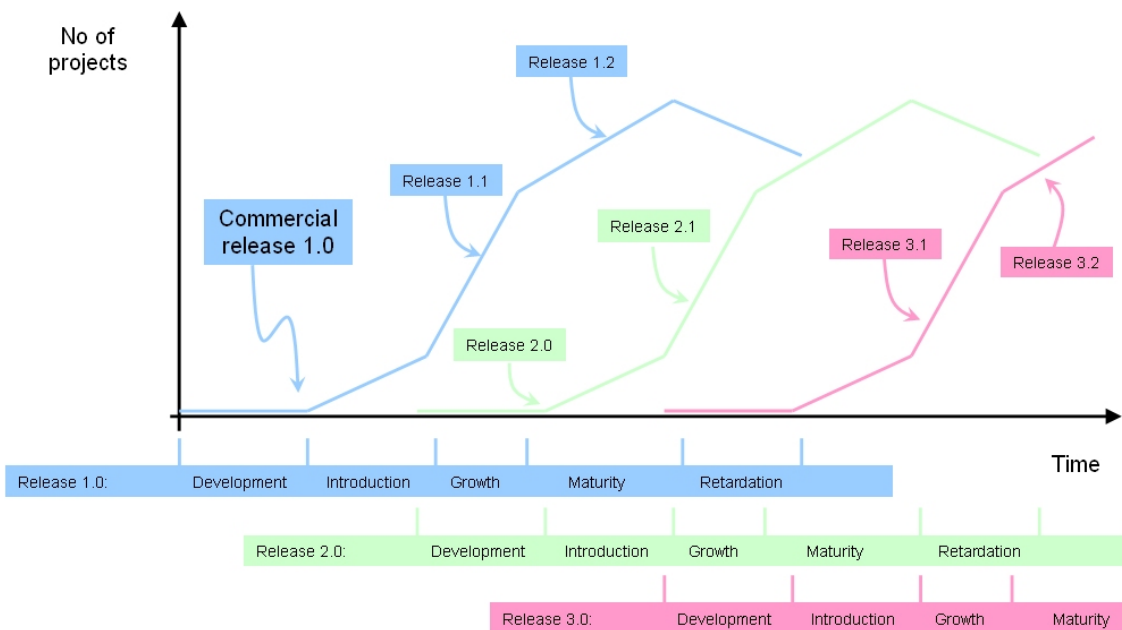 No of
projects
Release 1.2
Release 1.1
Commercial
release 1.0
Release 2.1
Release 3.1
Release 3.2
Release 2.0
Time
Release 1.0: Development Introduction Growth Maturity Retardation
Release 2.0: Development Introduction Growth Maturity Retardation
Release 3.0: Development Introduction Growth Maturity